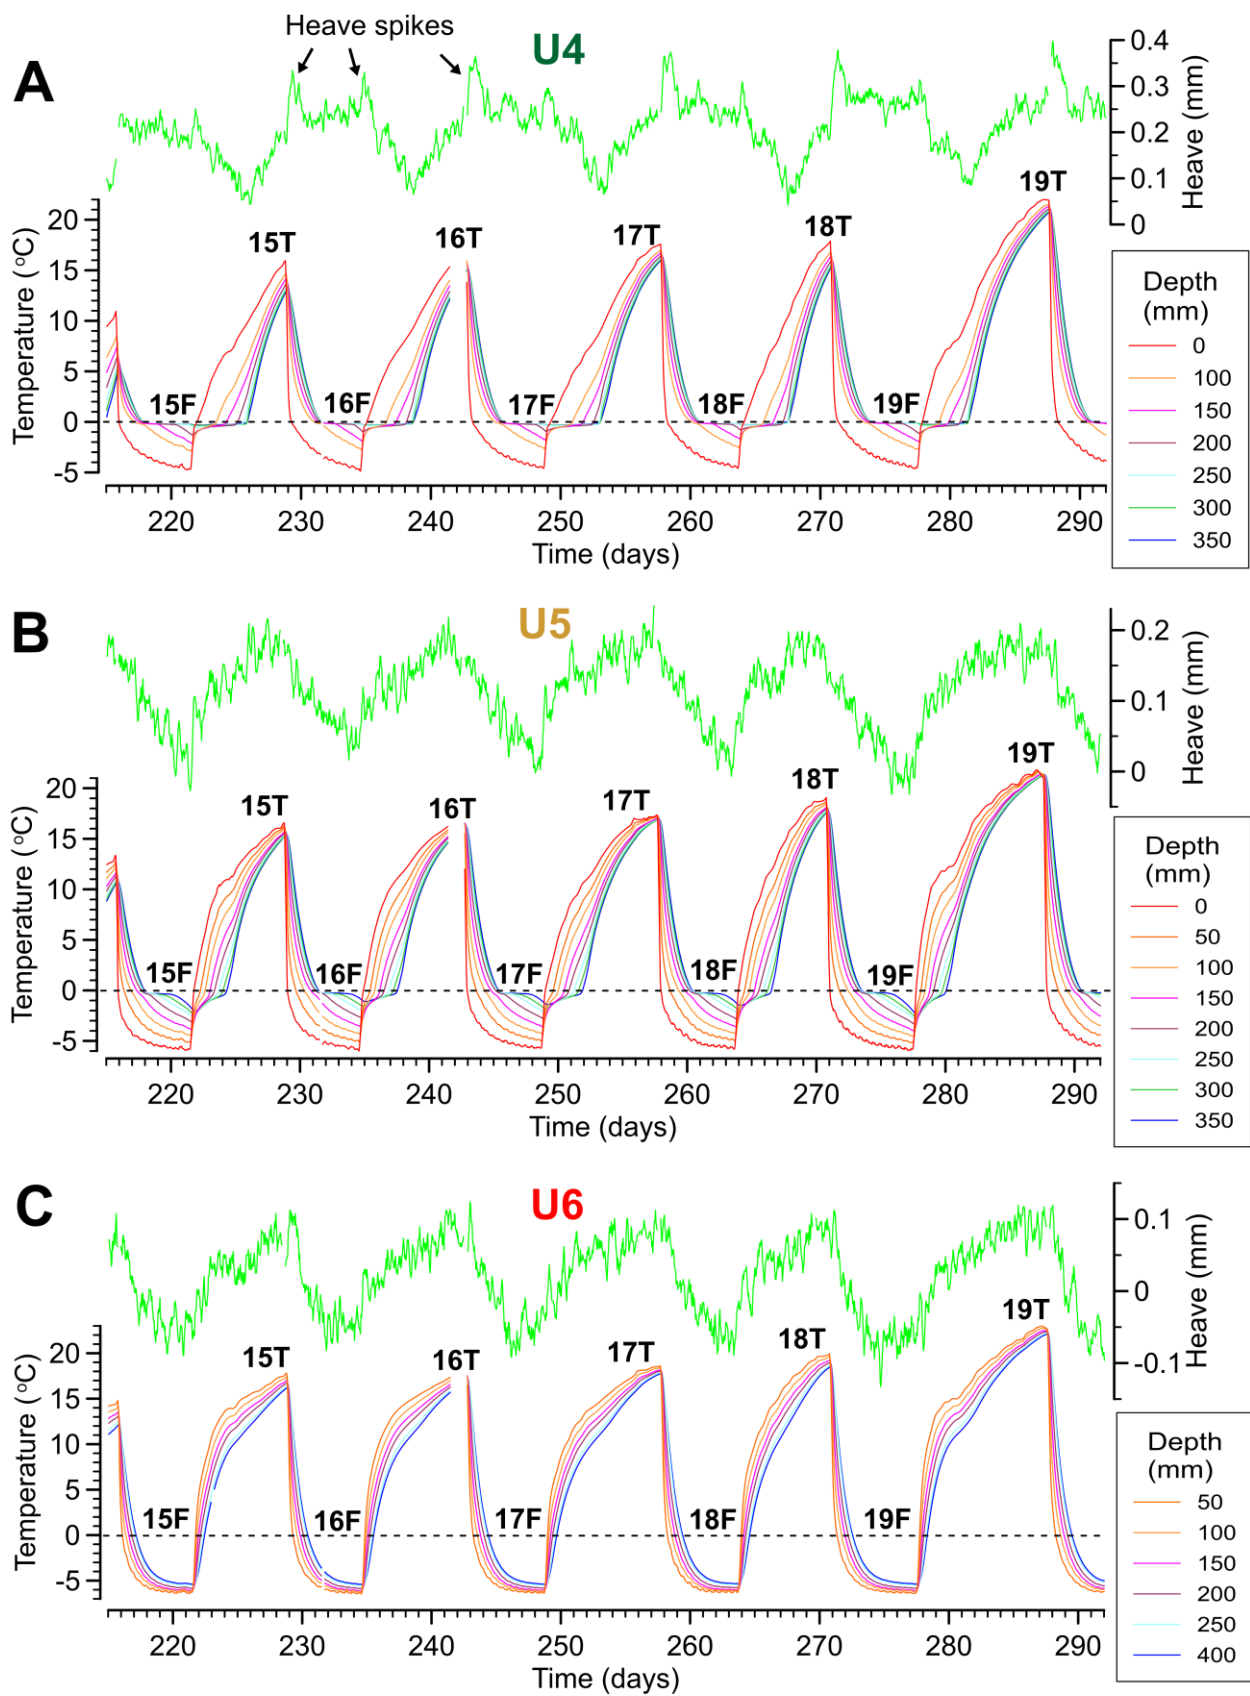 Heave spikes
A
U4
0.4
0.3
0.2
0.1
0
Heave (mm)
15T
16T
17T
18T
19T
15F
16F
17F
18F
19F
20
15
10
5
0
-5
Temperature (°C)
220 230 240 250 260 270 280 290
Time (days)
Depth
(mm)
0
100
150
200
250
300
350
B
U5
0.2
0.1
0
Heave (mm)
15T
16T
17T
18T
19T
15F
16F
17F
18F
19F
20
15
10
5
0
-5
Temperature (°C)
220 230 240 250 260 270 280 290
Time (days)
Depth
(mm)
0
50
100
150
200
250
300
350
C
U6
0.1
0
-0.1
Heave (mm)
15T
16T
17T
18T
19T
15F
16F
17F
18F
19F
20
15
10
5
0
-5
Temperature (°C)
220 230 240 250 260 270 280 290
Time (days)
Depth
(mm)
50
100
150
200
250
400